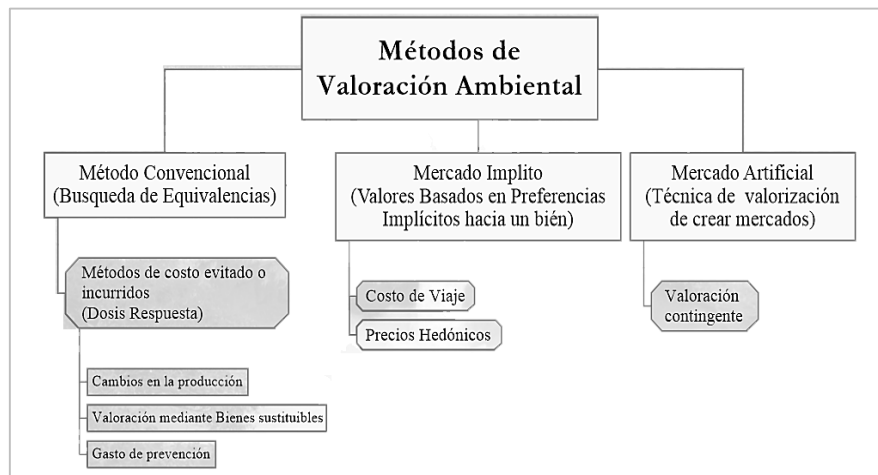 Métodos de
Valoración Ambiental
Método Convencional
(Busqueda de Equivalencias)
Mercado Implito
(Valores Basados en Preferencias
Implícitos hacia un bién)
Mercado Artificial
(Técnica de valorización
de crear mercados)
Métodos de costo evitado o
incurridos
(Dosis Respuesta)
Costo de Viaje
Precios Hedónicos
Valoración
contingente
Cambios en la producción
Valoración mediante Bienes sustituibles
Gasto de prevención